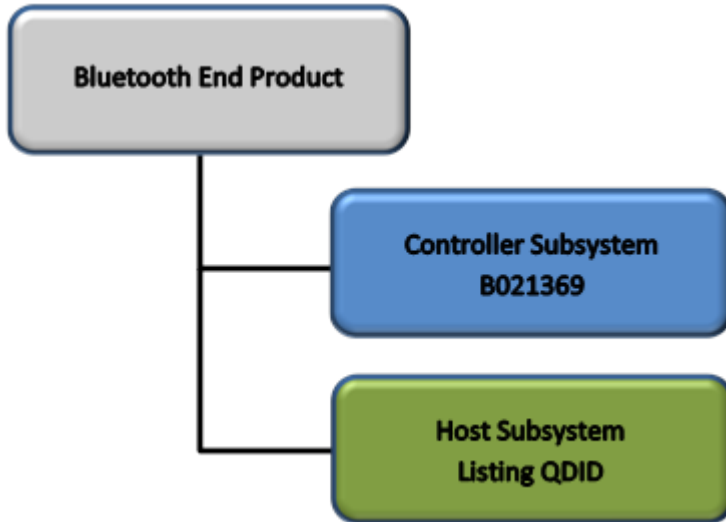 Bluetooth End Product
Controller Subsystem
B021369
Host Subsystem
Listing QDID